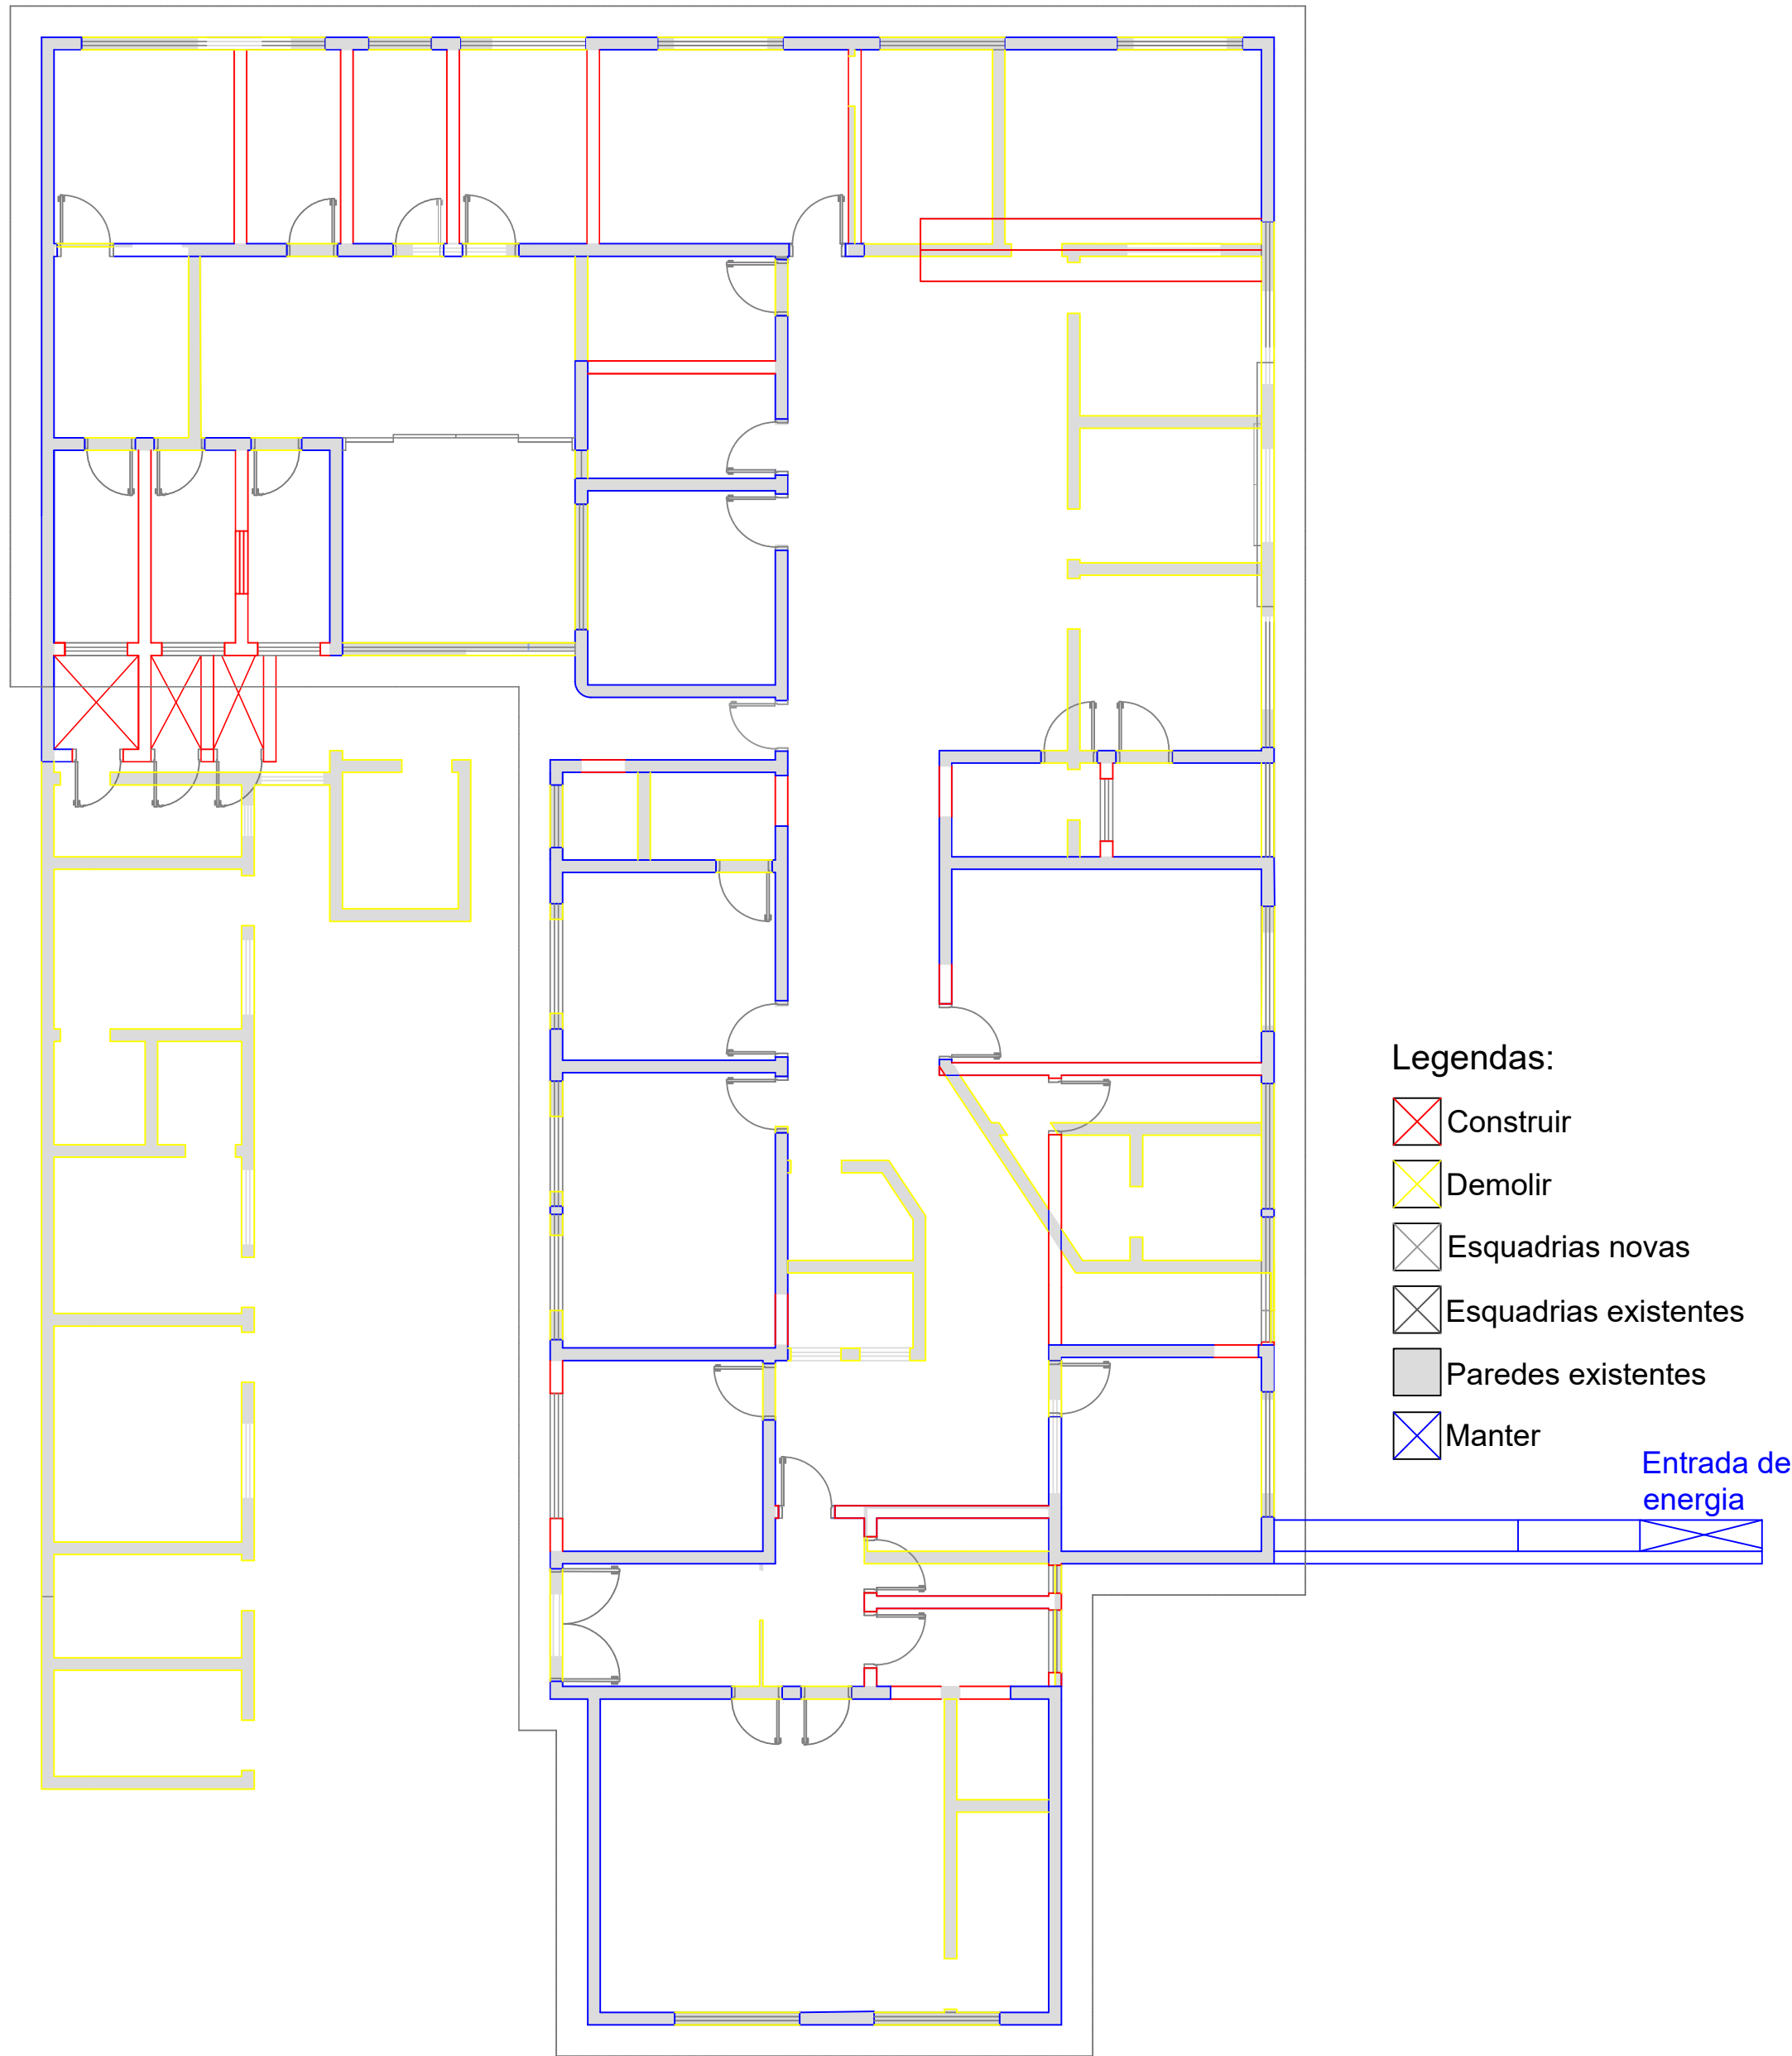 Legendas:
Construir
Demolir
Esquadrias novas
Esquadrias existentes
Paredes existentes
Manter
Entrada de
energia